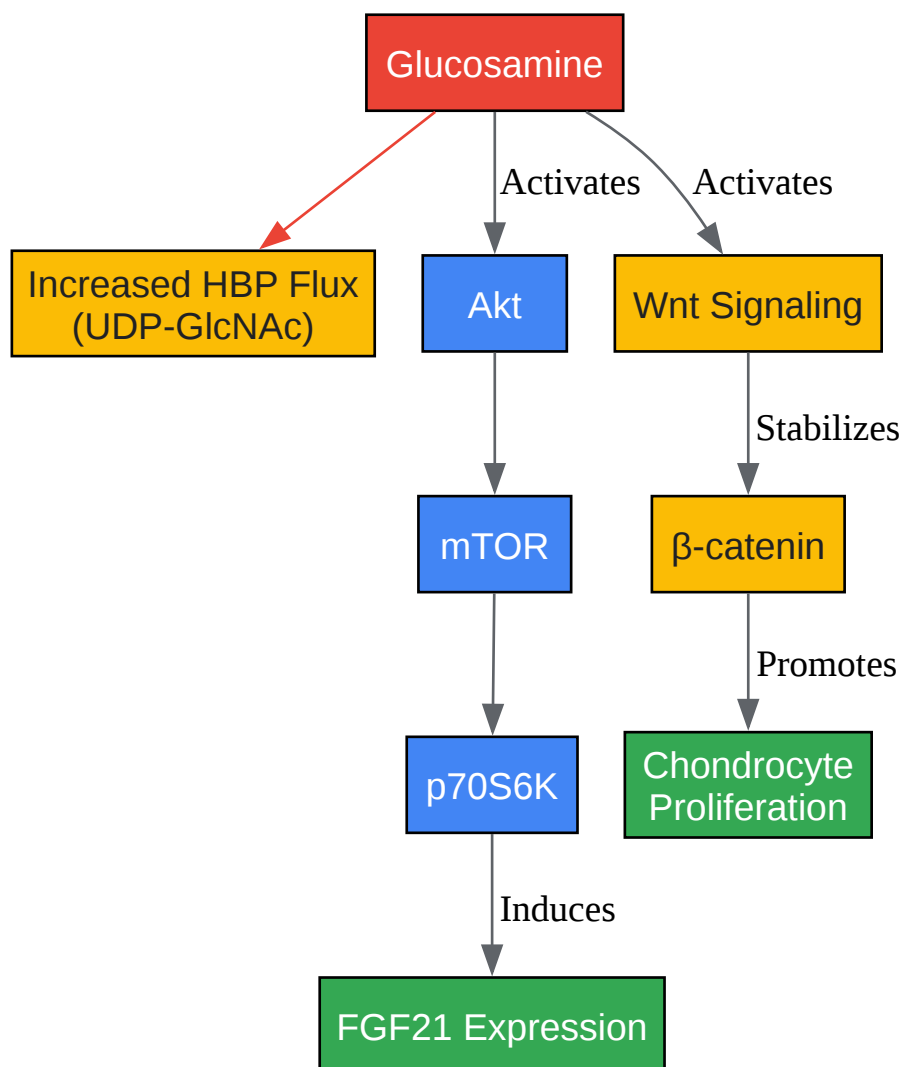 Glucosamine
Activates
Activates
Increased HBP Flux
(UDP-GlcNAc)
Akt
Wnt Signaling
Stabilizes
mTOR
β-catenin
Promotes
p70S6K
Chondrocyte
Proliferation
Induces
FGF21 Expression